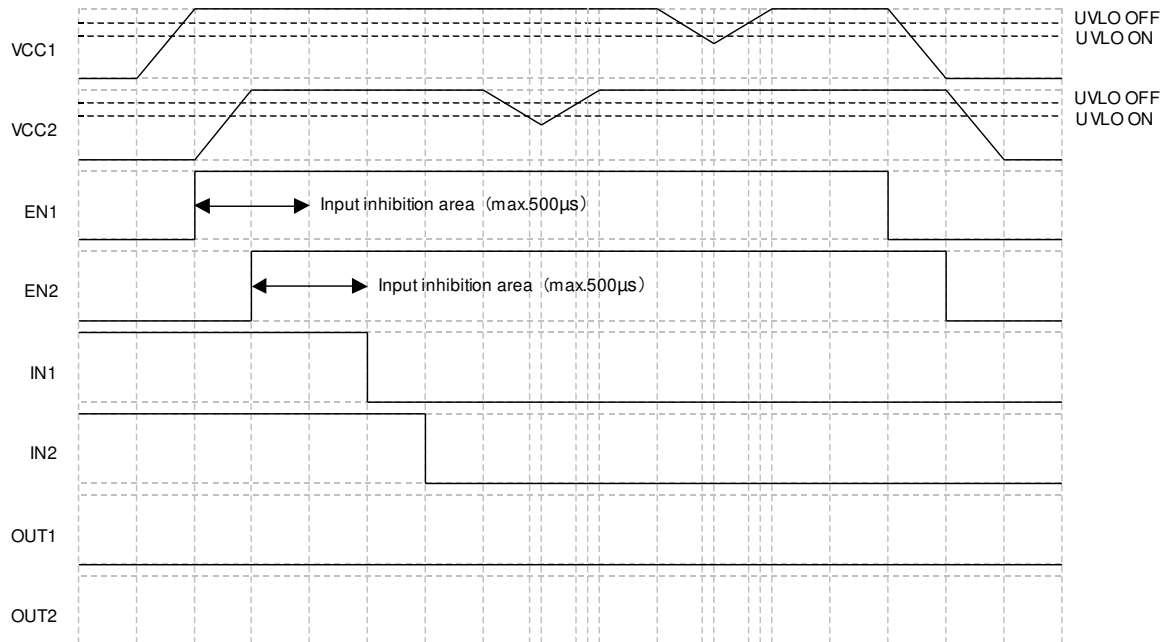 UVLO OFF
VCC1
UVLO ON
UVLO OFF
VCC2
UVLO ON
EN1
Input inhibition area (max.500μs)
EN2
Input inhibition area (max.500μs)
IN1
IN2
OUT1
OUT2